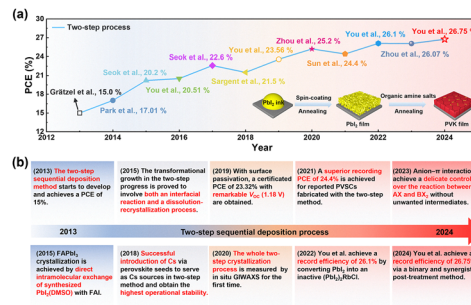 (a)
Two-step process
PCE (%)
30
27
24
21
18
15
12
Grätzel, 15.0 %
Park et al., 17.01 %
Seok et al., 20.2 %
You et al., 20.51 %
Seok et al., 22.6 %
Sargent et al., 21.5 %
You et al., 23.56 %
Zhou et al., 25.2 %
Sun et al., 24.4 %
You et al., 26.1 %
Zhou et al., 26.07 %
You et al., 26.75 %
Spin-coating
Annealing
Organic amine salts
Annealing
PbI2 ink
PbI2 film
PVK film
2012 2014 2016 2018 2020 2022 2024
Year
(b)
(2013) The two-step
sequential deposition
method starts to develop
and achieves a PCE of
15%.
(2015) The transformational
growth in the two-step
progress is proved to involve
both an interfacial
reaction and a dissolution-
recrystallization process.
(2019) With surface
passivation, a certificated
PCE of 23.32% with
remarkable VOC (1.18 V)
are obtained.
(2021) A superior recording
PCE of 24.4% is achieved
for reported PVSCs
fabricated with the two-step
method.
(2023) Anion–π interaction
achieve a delicate control
over the reaction between
AX and BX2 without
unwanted intermediates.
2013 Two-step sequential deposition process 2024
(2015) FAPbI3
crystallization is
achieved by direct
intramolecular exchange
of synthesized
PbI2(DMSO) with FAI.
(2018) Successful
introduction of Cs via
perovskite seeds to serve
as Cs sources in two-step
method and obtain the
highest operational stability.
(2020) The whole two-step
crystallization process
is measured by
in situ GIWAXS for the
first time.
(2022) You et al. achieve a
record efficiency of 26.1%
by converting PbI2 into an
inactive (PbI2)2RbCl.
(2024) You et al. achieve a
record efficiency of 26.75%
via a binary and synergistic
post-treatment method.